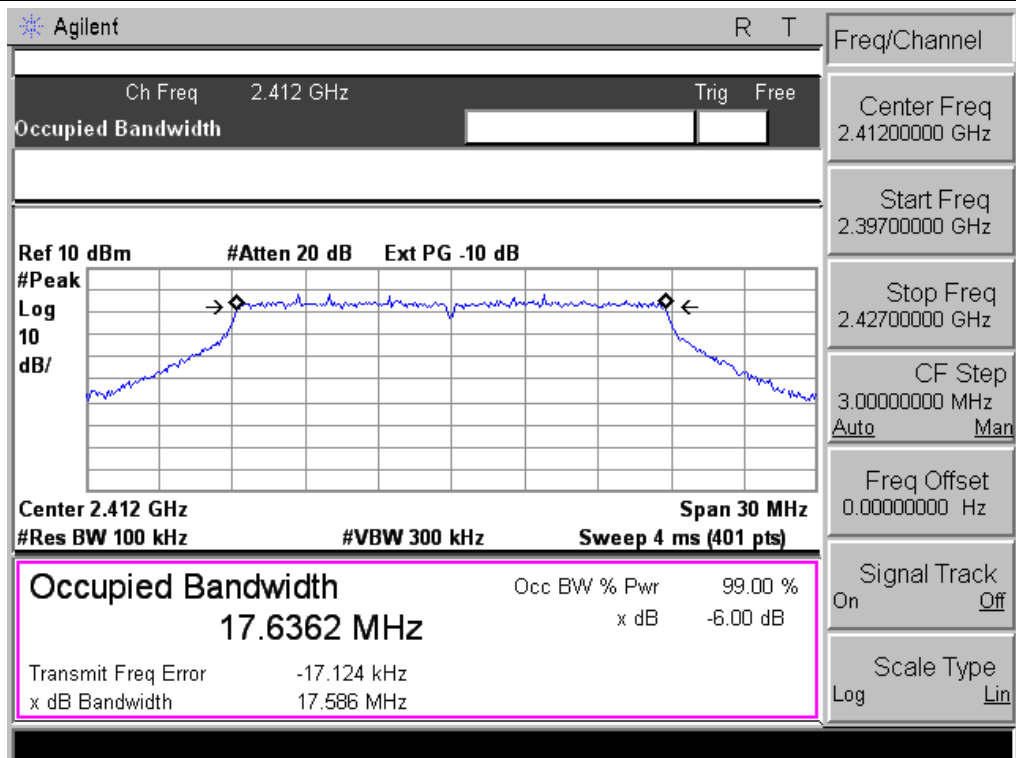 Agilent R T
Ch Freq 2.412 GHz Trig Free
Occupied Bandwidth
Ref 10 dBm #Atten 20 dB Ext PG -10 dB
#Peak
Log
10
dB/
Center 2.412 GHz Span 30 MHz
#Res BW 100 kHz #VBW 300 kHz Sweep 4 ms (401 pts)
Occupied Bandwidth
17.6362 MHz
Occ BW % Pwr 99.00 %
x dB -6.00 dB
Transmit Freq Error -17.124 kHz
x dB Bandwidth 17.586 MHz
Freq/Channel
Center Freq
2.41200000 GHz
Start Freq
2.39700000 GHz
Stop Freq
2.42700000 GHz
CF Step
3.00000000 MHz
Auto Man
Freq Offset
0.00000000 Hz
Signal Track
On Off
Scale Type
Log Lin